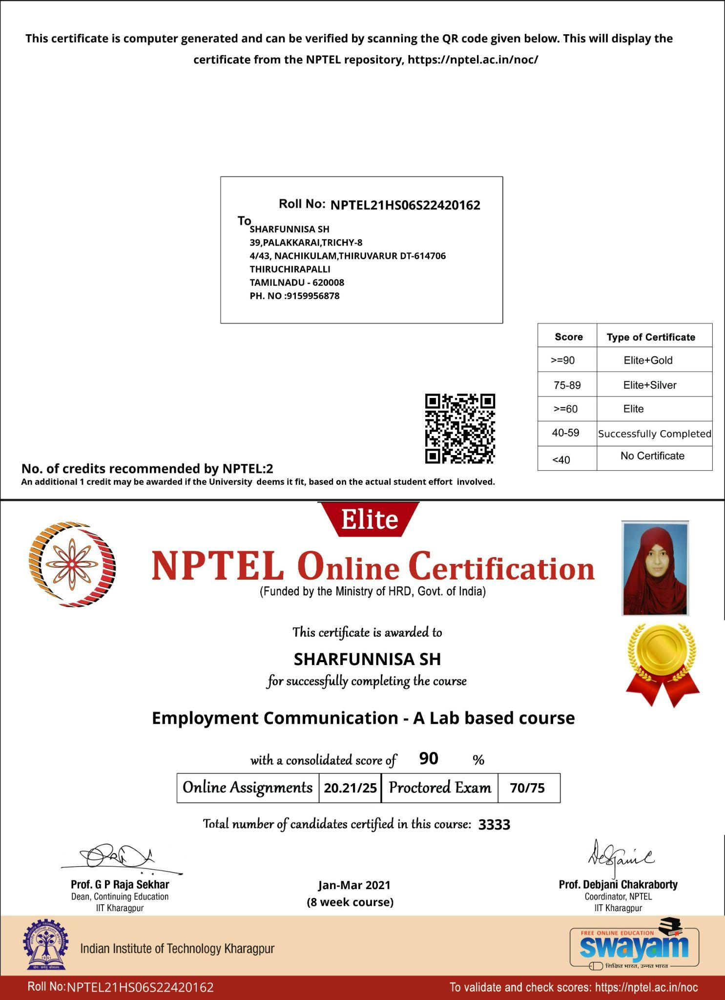 This certificate is computer generated and can be verified by scanning the QR code given below. This will display the
certificate from the NPTEL repository, https://nptel.ac.in/noc/
Roll No: NPTEL21HS06S22420162
To
SHARFUNNISA SH
39,PALAKKARAI,TRICHY-8
4/43, NACHIKULAM,THIRUVARUR DT-614706
THIRUCHIRAPALLI
TAMILNADU - 620008
PH. NO :9159956878
Score Type of Certificate
>=90 Elite+Gold
75-89 Elite+Silver
>=60 Elite
40-59 Successfully Completed
<40 No Certificate
No. of credits recommended by NPTEL:2
An additional 1 credit may be awarded if the University deems it fit, based on the actual student effort involved.
Elite
NPTEL Online Certification
(Funded by the Ministry of HRD, Govt. of India)
This certificate is awarded to
SHARFUNNISA SH
for successfully completing the course
Employment Communication - A Lab based course
with a consolidated score of 90 %
Online Assignments 20.21/25 Proctored Exam 70/75
Total number of candidates certified in this course: 3333
Prof. G P Raja Sekhar
Dean, Continuing Education
IIT Kharagpur
Jan-Mar 2021
(8 week course)
Prof. Debjani Chakraborty
Coordinator, NPTEL
IIT Kharagpur
INDIAN INSTITUTE OF TECHNOLOGY KHARAGPUR
1951
योगः कर्मसु कौशलम्
Indian Institute of Technology Kharagpur
FREE ONLINE EDUCATION
swayam
शिक्षित भारत, उन्नत भारत
Roll No:NPTEL21HS06S22420162
To validate and check scores: https://nptel.ac.in/noc